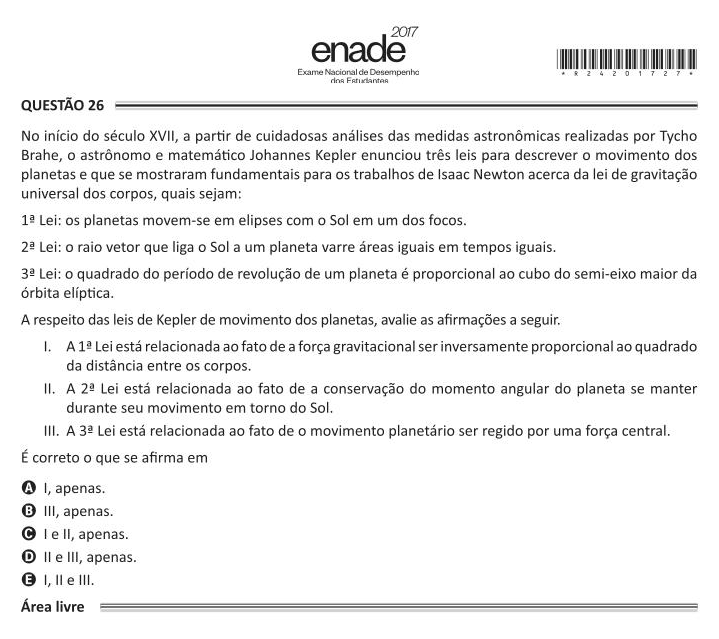 2017
enade
Exame Nacional de Desempenho
dos Estudantes
*R24201727*
QUESTÃO 26
No início do século XVII, a partir de cuidadosas análises das medidas astronômicas realizadas por Tycho
Brahe, o astrônomo e matemático Johannes Kepler enunciou três leis para descrever o movimento dos
planetas e que se mostraram fundamentais para os trabalhos de Isaac Newton acerca da lei de gravitação
universal dos corpos, quais sejam:
1ª Lei: os planetas movem-se em elipses com o Sol em um dos focos.
2ª Lei: o raio vetor que liga o Sol a um planeta varre áreas iguais em tempos iguais.
3ª Lei: o quadrado do período de revolução de um planeta é proporcional ao cubo do semi-eixo maior da
órbita elíptica.
A respeito das leis de Kepler de movimento dos planetas, avalie as afirmações a seguir.
I. A 1ª Lei está relacionada ao fato de a força gravitacional ser inversamente proporcional ao quadrado
da distância entre os corpos.
II. A 2ª Lei está relacionada ao fato de a conservação do momento angular do planeta se manter
durante seu movimento em torno do Sol.
III. A 3ª Lei está relacionada ao fato de o movimento planetário ser regido por uma força central.
É correto o que se afirma em
A I, apenas.
B III, apenas.
C I e II, apenas.
D II e III, apenas.
E I, II e III.
Área livre